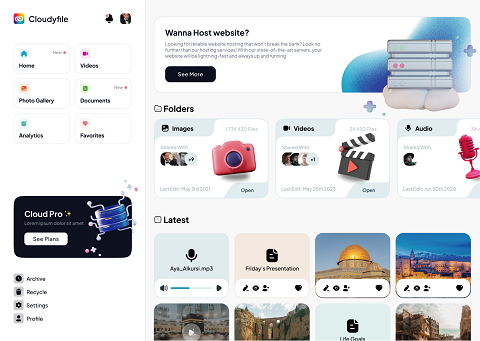 Cloudyfile
Home
New
Videos
Photo Gallery
Documents
New
Analytics
Favorites
Cloud Pro
Lorem ipsum dolor sit amet
See Plans
Archive
Recycle
Settings
Profile
Wanna Host website?
Looking for reliable website hosting that won't break the bank? Look no
further than our hosting services! With our state-of-the-art servers, your
website will be lightning-fast and always up and running.
See More
Folders
Images
1,734,430 Files
Shared With:
+9
Last Edit: May 3rd 2021
Open
Videos
34,430 Files
Shared With:
+1
Last Edit: May 25th 2023
Open
Audio
Shared With:
Last Edit: Jun 30th 2020
Latest
Aya_Alkursi.mp3
Friday's Presentation
Life Goals